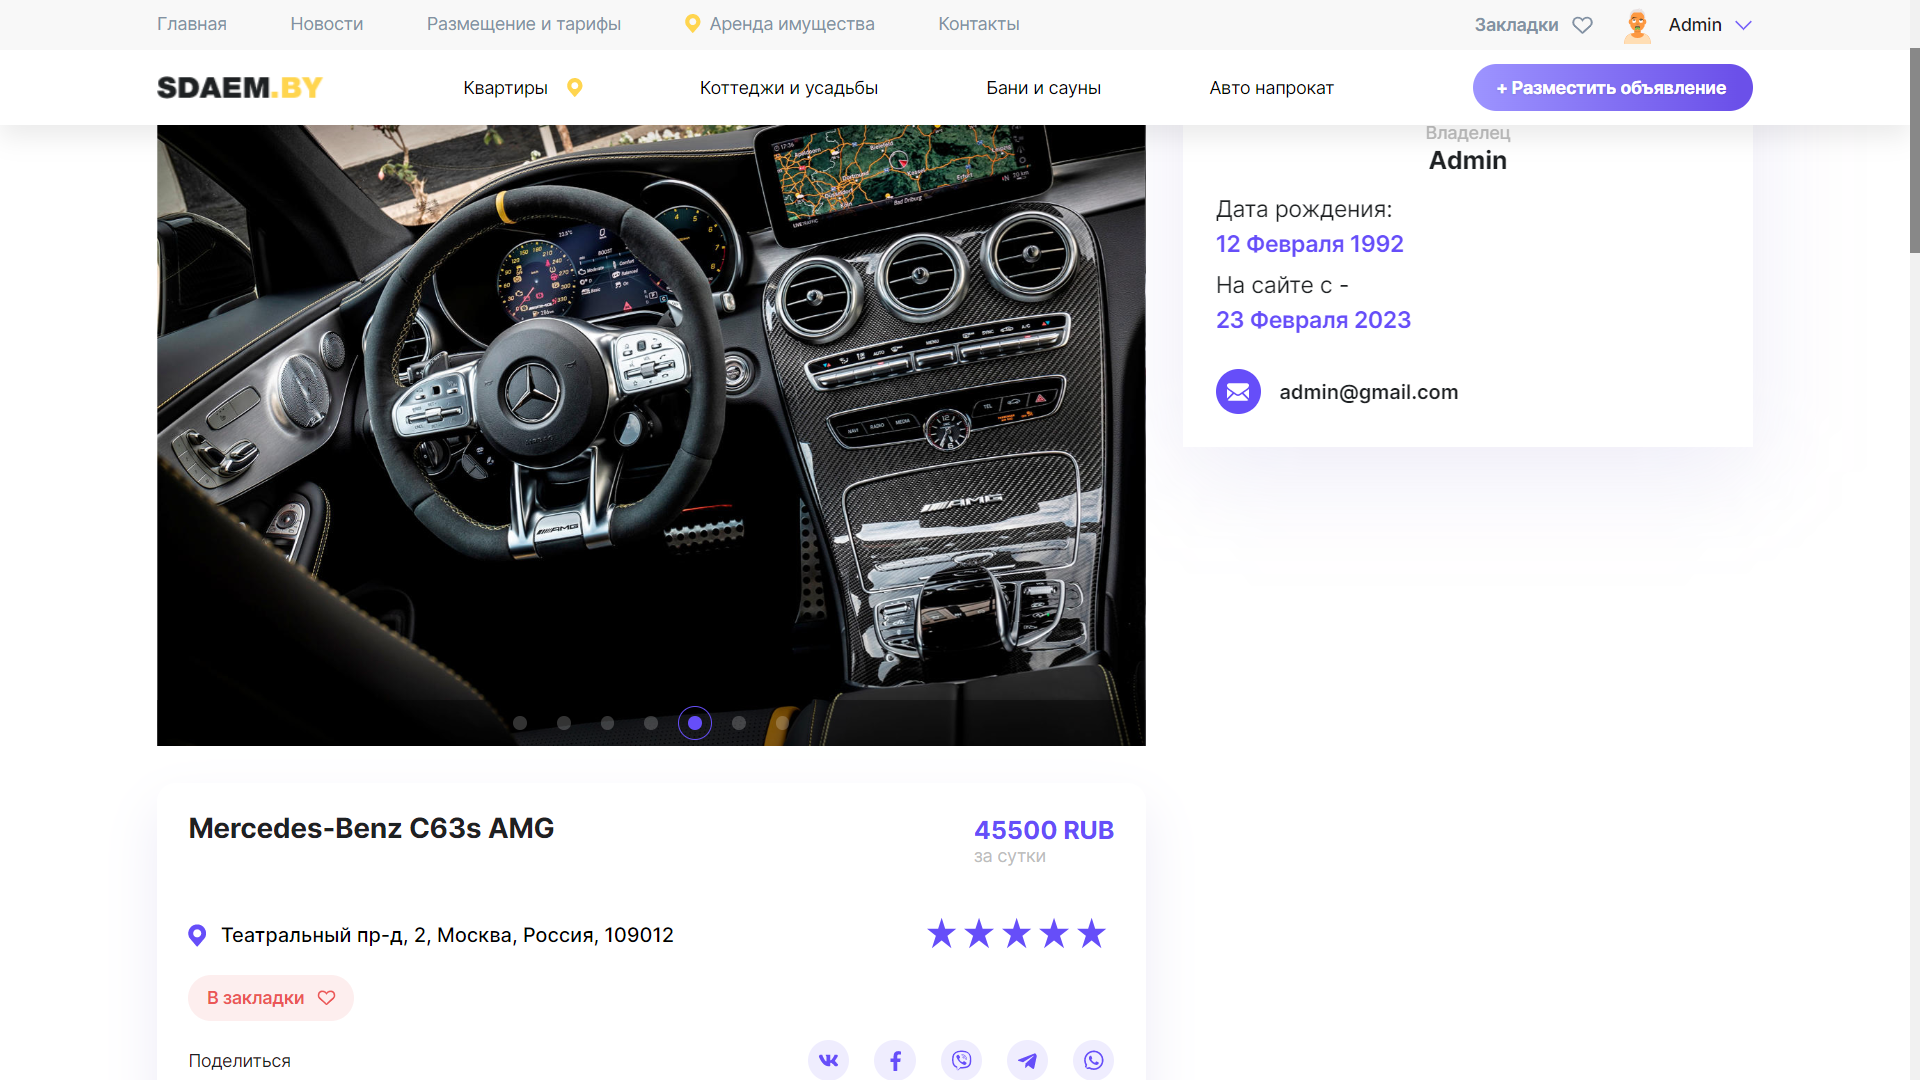 Главная
Новости
Размещение и тарифы
Аренда имущества
Контакты
Закладки
Admin
SDAEM.BY
Квартиры
Коттеджи и усадьбы
Бани и сауны
Авто напрокат
+ Разместить объявление
Владелец
Admin
Дата рождения:
12 Февраля 1992
На сайте с -
23 Февраля 2023
admin@gmail.com
AMG
AMG
Mercedes-Benz C63s AMG
45500 RUB
за сутки
Театральный пр-д, 2, Москва, Россия, 109012
В закладки
Поделиться